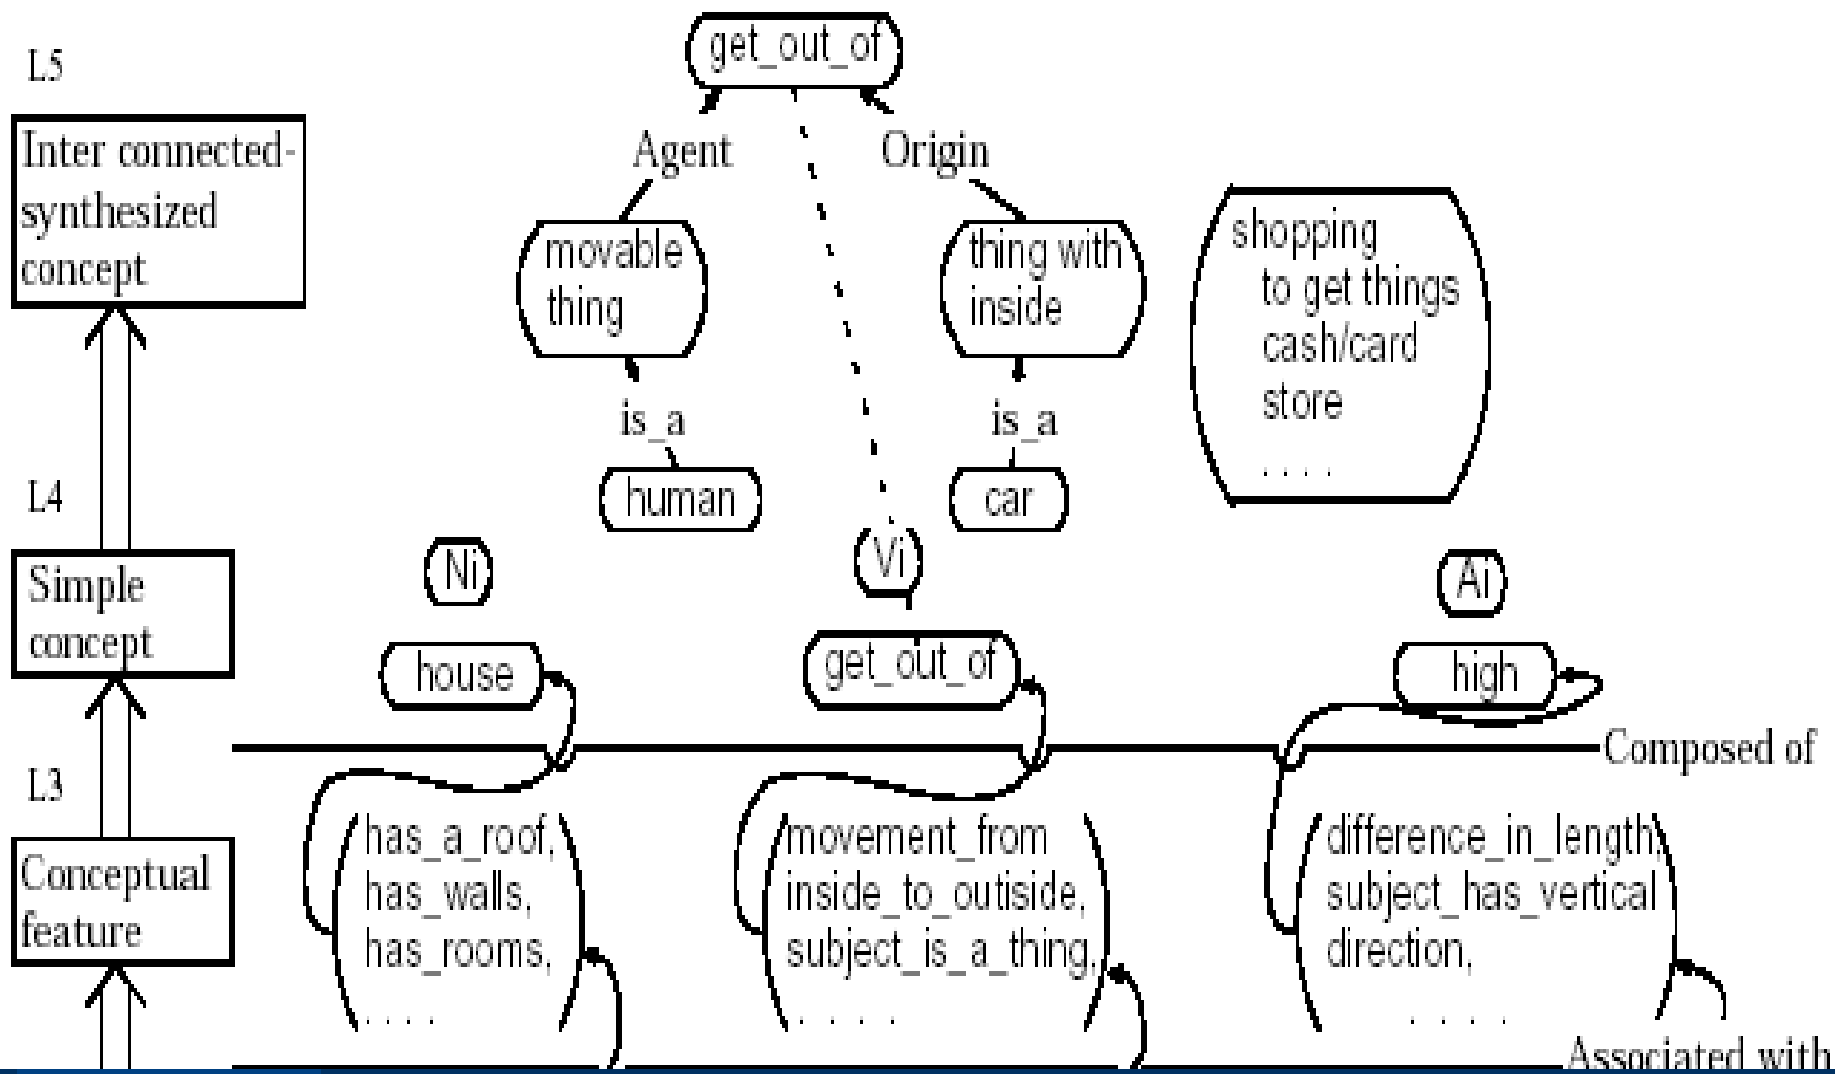 get_out_of
L5
Inter connected-
synthesized
concept
Agent
Origin
movable
thing
thing with
inside
shopping
to get things
cash/card
store
. . . .
is_a
is_a
human
car
L4
Ni
Vi
Ai
Simple
concept
house
get_out_of
high
Composed of
L3
Conceptual
feature
has_a_roof,
has_walls,
has_rooms,
. . . .
movement_from
inside_to_outiside,
subject_is_a_thing,
. . . .
difference_in_length,
subject_has_vertical
direction,
. . . .
Associated with